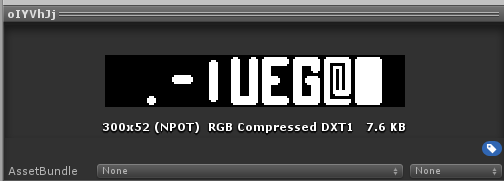 oIYVhJj
.-IUEG@█
300x52 (NPOT)  RGB Compressed DXT1   7.6 KB
AssetBundle None None